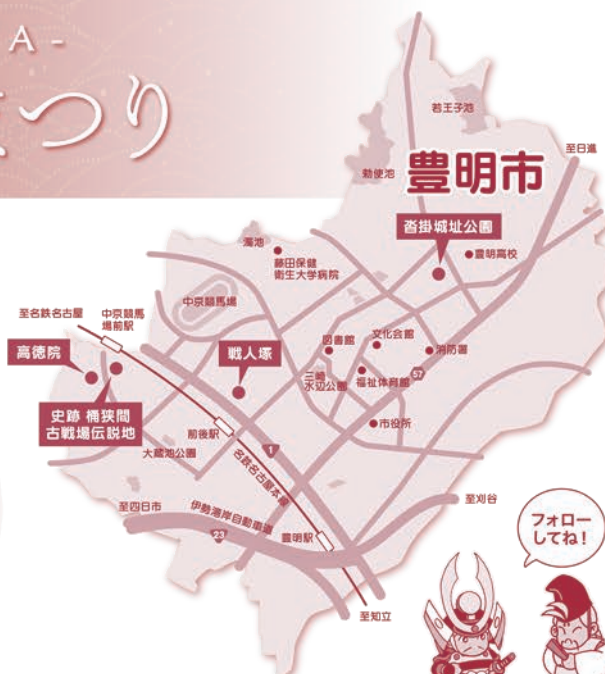 A -
まつり
若王子池
至日進
勅使池
豊明市
沓掛城址公園
濁池
豊明高校
藤田保健
衛生大学病院
中京競馬場
至名鉄名古屋
中京競馬
場前駅
図書館
文化会館
消防署
高徳院
戦人塚
三崎
水辺公園
福祉体育館
57
史跡 桶狭間
古戦場伝説地
市役所
前後駅
大蔵池公園
1
名鉄名古屋本線
至四日市
伊勢湾岸自動車道
至刈谷
23
豊明駅
フォロー
してね!
至知立